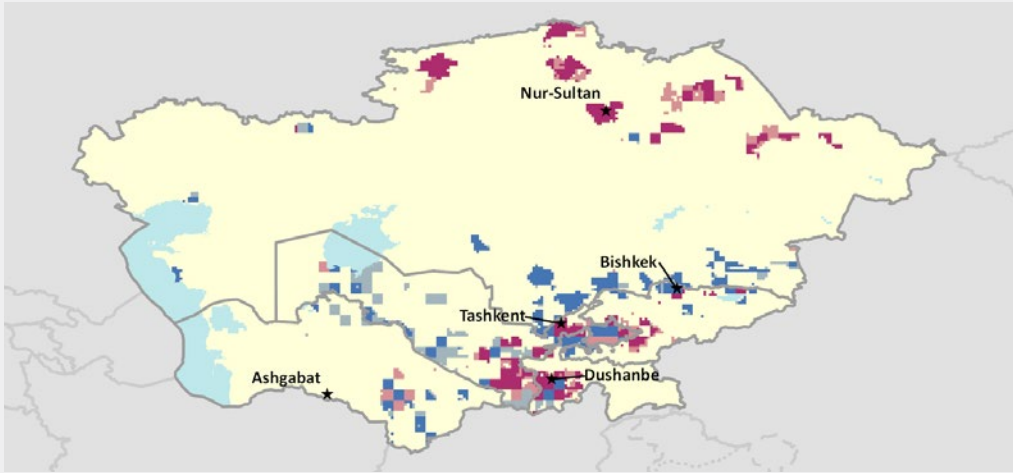 Nur-Sultan
Bishkek
Tashkent
Dushanbe
Ashgabat